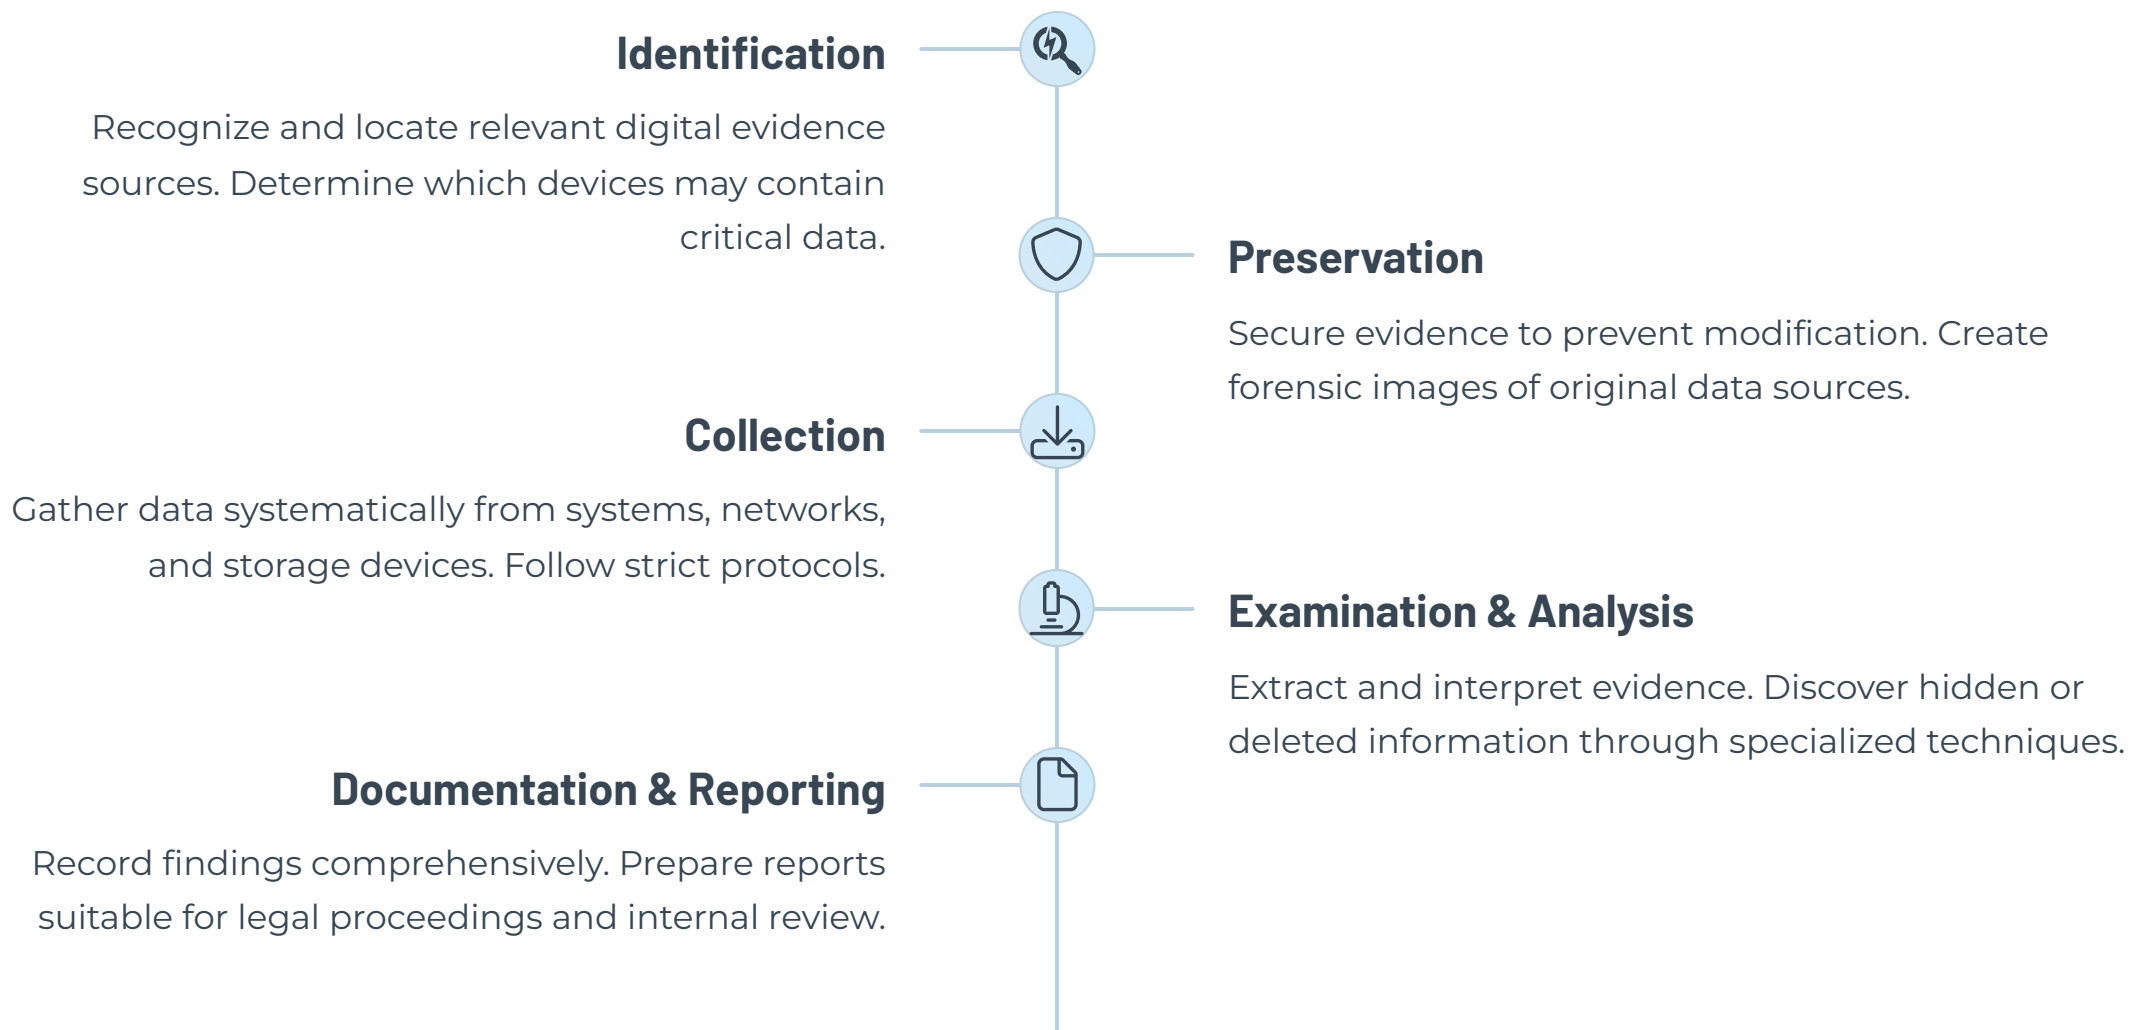 Identification
Recognize and locate relevant digital evidence
sources. Determine which devices may contain
critical data.
Preservation
Secure evidence to prevent modification. Create
forensic images of original data sources.
Collection
Gather data systematically from systems, networks,
and storage devices. Follow strict protocols.
Examination & Analysis
Extract and interpret evidence. Discover hidden or
deleted information through specialized techniques.
Documentation & Reporting
Record findings comprehensively. Prepare reports
suitable for legal proceedings and internal review.